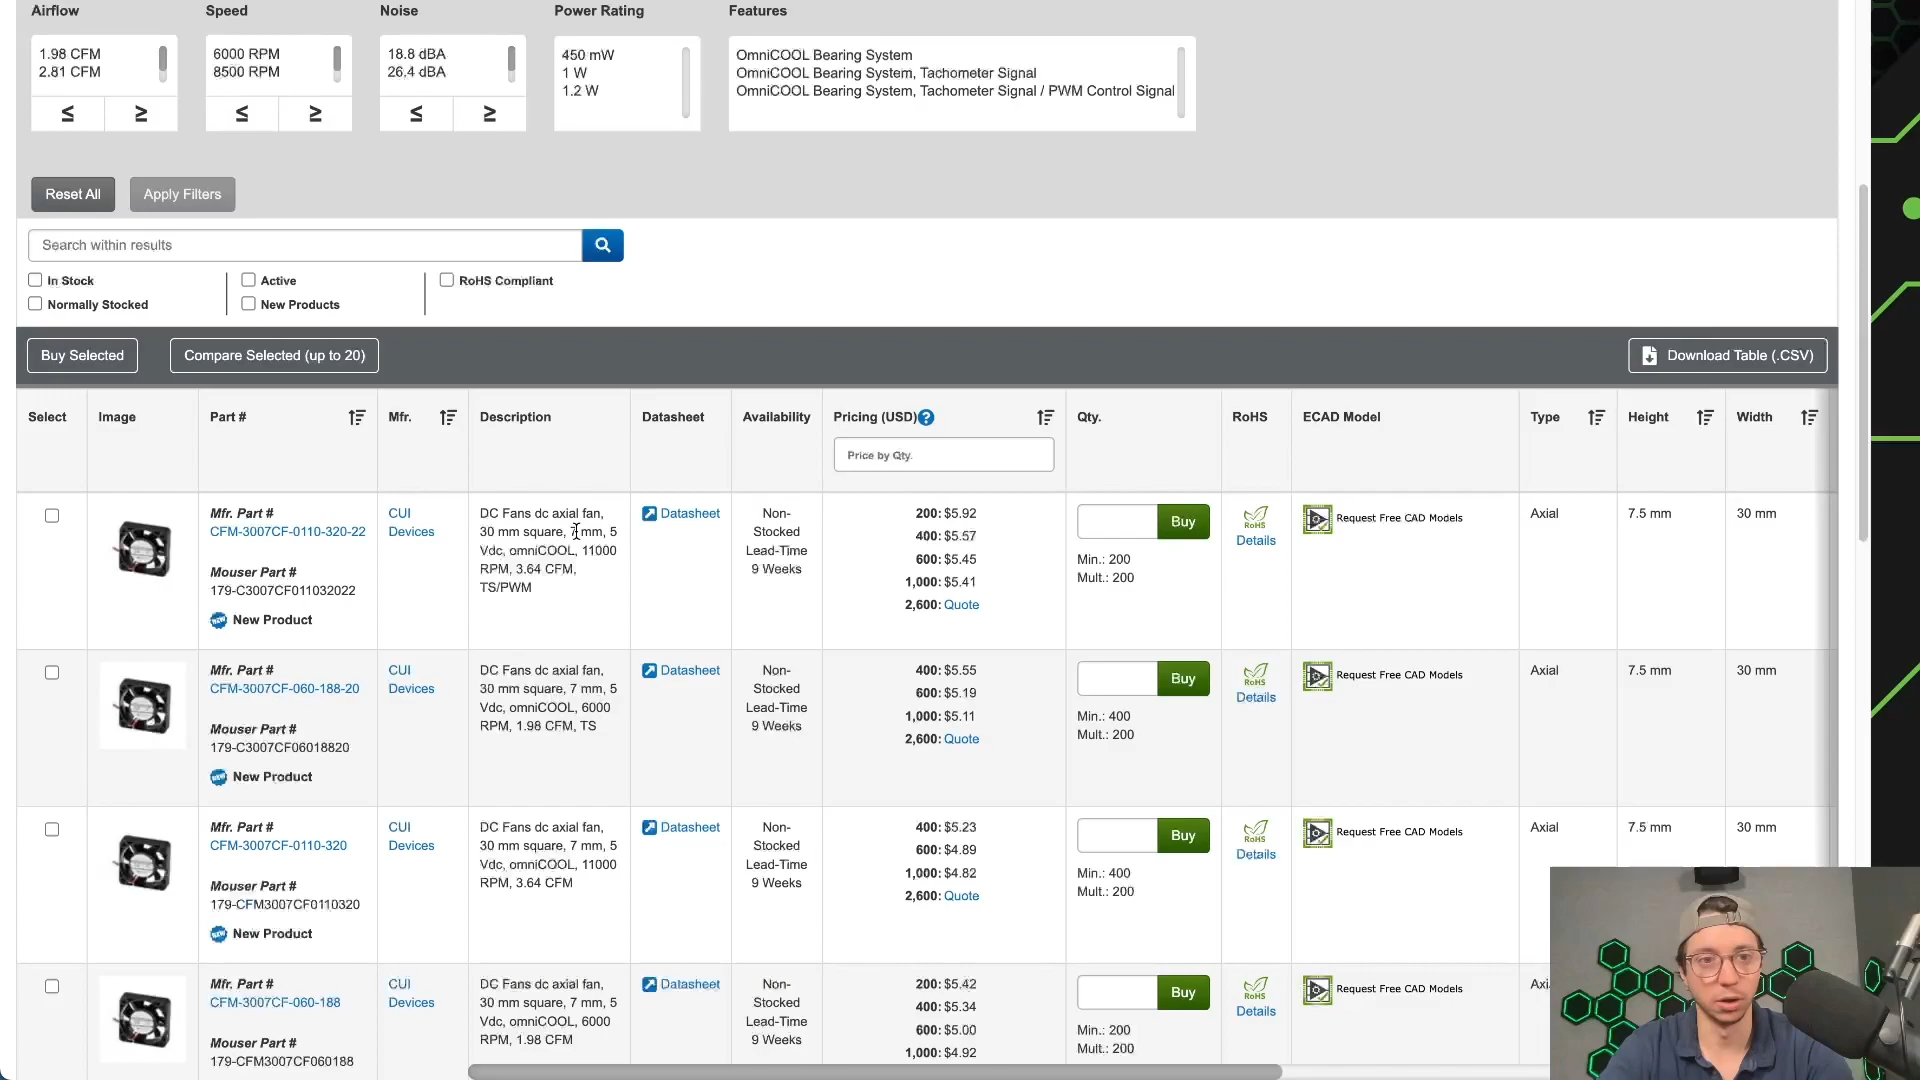 Airflow
Speed
Noise
Power Rating
Features
1.98 CFM
2.81 CFM
≤
≥
6000 RPM
8500 RPM
≤
≥
18.8 dBA
26.4 dBA
≤
≥
450 mW
1 W
1.2 W
OmniCOOL Bearing System
OmniCOOL Bearing System, Tachometer Signal
OmniCOOL Bearing System, Tachometer Signal / PWM Control Signal
Reset All
Apply Filters
Search within results
In Stock
Normally Stocked
Active
New Products
RoHS Compliant
Buy Selected
Compare Selected (up to 20)
Download Table (.CSV)
Select
Image
Part #
Mfr.
Description
Datasheet
Availability
Pricing (USD)
Price by Qty.
Qty.
RoHS
ECAD Model
Type
Height
Width
Mfr. Part #
CFM-3007CF-0110-320-22
Mouser Part #
179-C3007CF011032022
NEW New Product
CUI
Devices
DC Fans dc axial fan,
30 mm square, 7 mm, 5
Vdc, omniCOOL, 11000
RPM, 3.64 CFM,
TS/PWM
Datasheet
Non-
Stocked
Lead-Time
9 Weeks
200: $5.92
400: $5.57
600: $5.45
1,000: $5.41
2,600: Quote
Buy
Min.: 200
Mult.: 200
RoHS
Details
Request Free CAD Models
Axial
7.5 mm
30 mm
Mfr. Part #
CFM-3007CF-060-188-20
Mouser Part #
179-C3007CF06018820
NEW New Product
CUI
Devices
DC Fans dc axial fan,
30 mm square, 7 mm, 5
Vdc, omniCOOL, 6000
RPM, 1.98 CFM, TS
Datasheet
Non-
Stocked
Lead-Time
9 Weeks
400: $5.55
600: $5.19
1,000: $5.11
2,600: Quote
Buy
Min.: 400
Mult.: 200
RoHS
Details
Request Free CAD Models
Axial
7.5 mm
30 mm
Mfr. Part #
CFM-3007CF-0110-320
Mouser Part #
179-CFM3007CF0110320
NEW New Product
CUI
Devices
DC Fans dc axial fan,
30 mm square, 7 mm, 5
Vdc, omniCOOL, 11000
RPM, 3.64 CFM
Datasheet
Non-
Stocked
Lead-Time
9 Weeks
400: $5.23
600: $4.89
1,000: $4.82
2,600: Quote
Buy
Min.: 400
Mult.: 200
RoHS
Details
Request Free CAD Models
Axial
7.5 mm
30 mm
Mfr. Part #
CFM-3007CF-060-188
Mouser Part #
179-CFM3007CF060188
CUI
Devices
DC Fans dc axial fan,
30 mm square, 7 mm, 5
Vdc, omniCOOL, 6000
RPM, 1.98 CFM
Datasheet
Non-
Stocked
Lead-Time
9 Weeks
200: $5.42
400: $5.34
600: $5.00
1,000: $4.92
Buy
Min.: 200
Mult.: 200
RoHS
Details
Request Free CAD Models
Axi